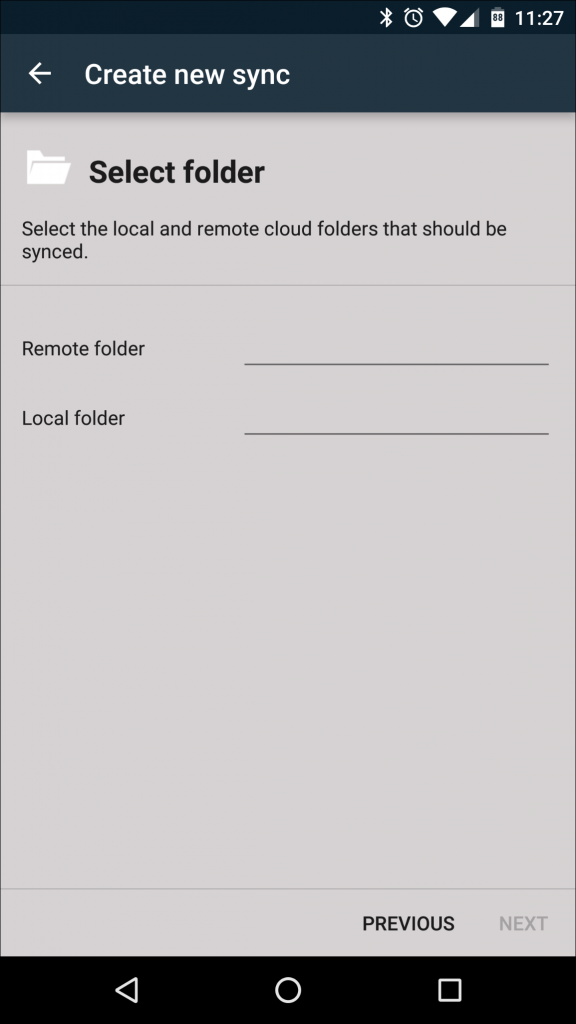 88 11:27
Create new sync
Select folder
Select the local and remote cloud folders that should be
synced.
Remote folder
Local folder
PREVIOUS NEXT